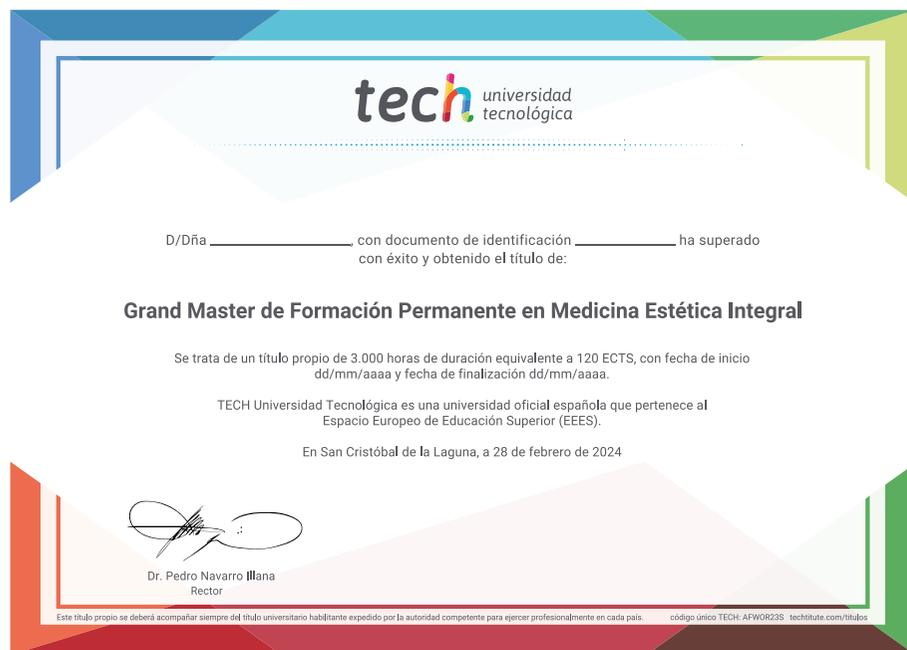 tech universidad
tecnológica
D/Dña ______________, con documento de identificación __________ ha superado
con éxito y obtenido el título de:
Grand Master de Formación Permanente en Medicina Estética Integral
Se trata de un título propio de 3.000 horas de duración equivalente a 120 ECTS, con fecha de inicio
dd/mm/aaaa y fecha de finalización dd/mm/aaaa.
TECH Universidad Tecnológica es una universidad oficial española que pertenece al
Espacio Europeo de Educación Superior (EEES).
En San Cristóbal de la Laguna, a 28 de febrero de 2024
Dr. Pedro Navarro Illana
Rector
Este título propio se deberá acompañar siempre del título universitario habilitante expedido por la autoridad competente para ejercer profesionalmente en cada país. código único TECH: AFWOR23S techtitute.com/titulos